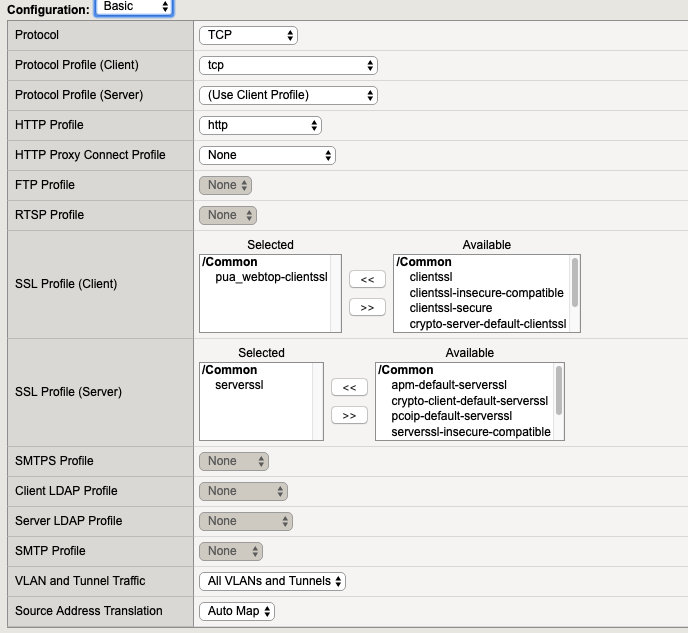 Configuration: Basic
Protocol TCP
Protocol Profile (Client) tcp
Protocol Profile (Server) (Use Client Profile)
HTTP Profile http
HTTP Proxy Connect Profile None
FTP Profile None
RTSP Profile None
SSL Profile (Client)
Selected Available
/Common /Common
pua_webtop-clientssl << clientssl
clientssl-insecure-compatible
>> clientssl-secure
crypto-server-default-clientssl
SSL Profile (Server)
Selected Available
/Common /Common
serverssl << apm-default-serverssl
crypto-client-default-serverssl
>> pcoip-default-serverssl
serverssl-insecure-compatible
SMTPS Profile None
Client LDAP Profile None
Server LDAP Profile None
SMTP Profile None
VLAN and Tunnel Traffic All VLANs and Tunnels
Source Address Translation Auto Map